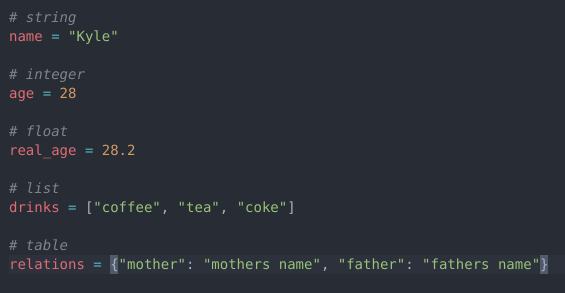 # string
name = "Kyle"
# integer
age = 28
# float
real_age = 28.2
# list
drinks = ["coffee", "tea", "coke"]
# table
relations = {"mother": "mothers name", "father": "fathers name"}